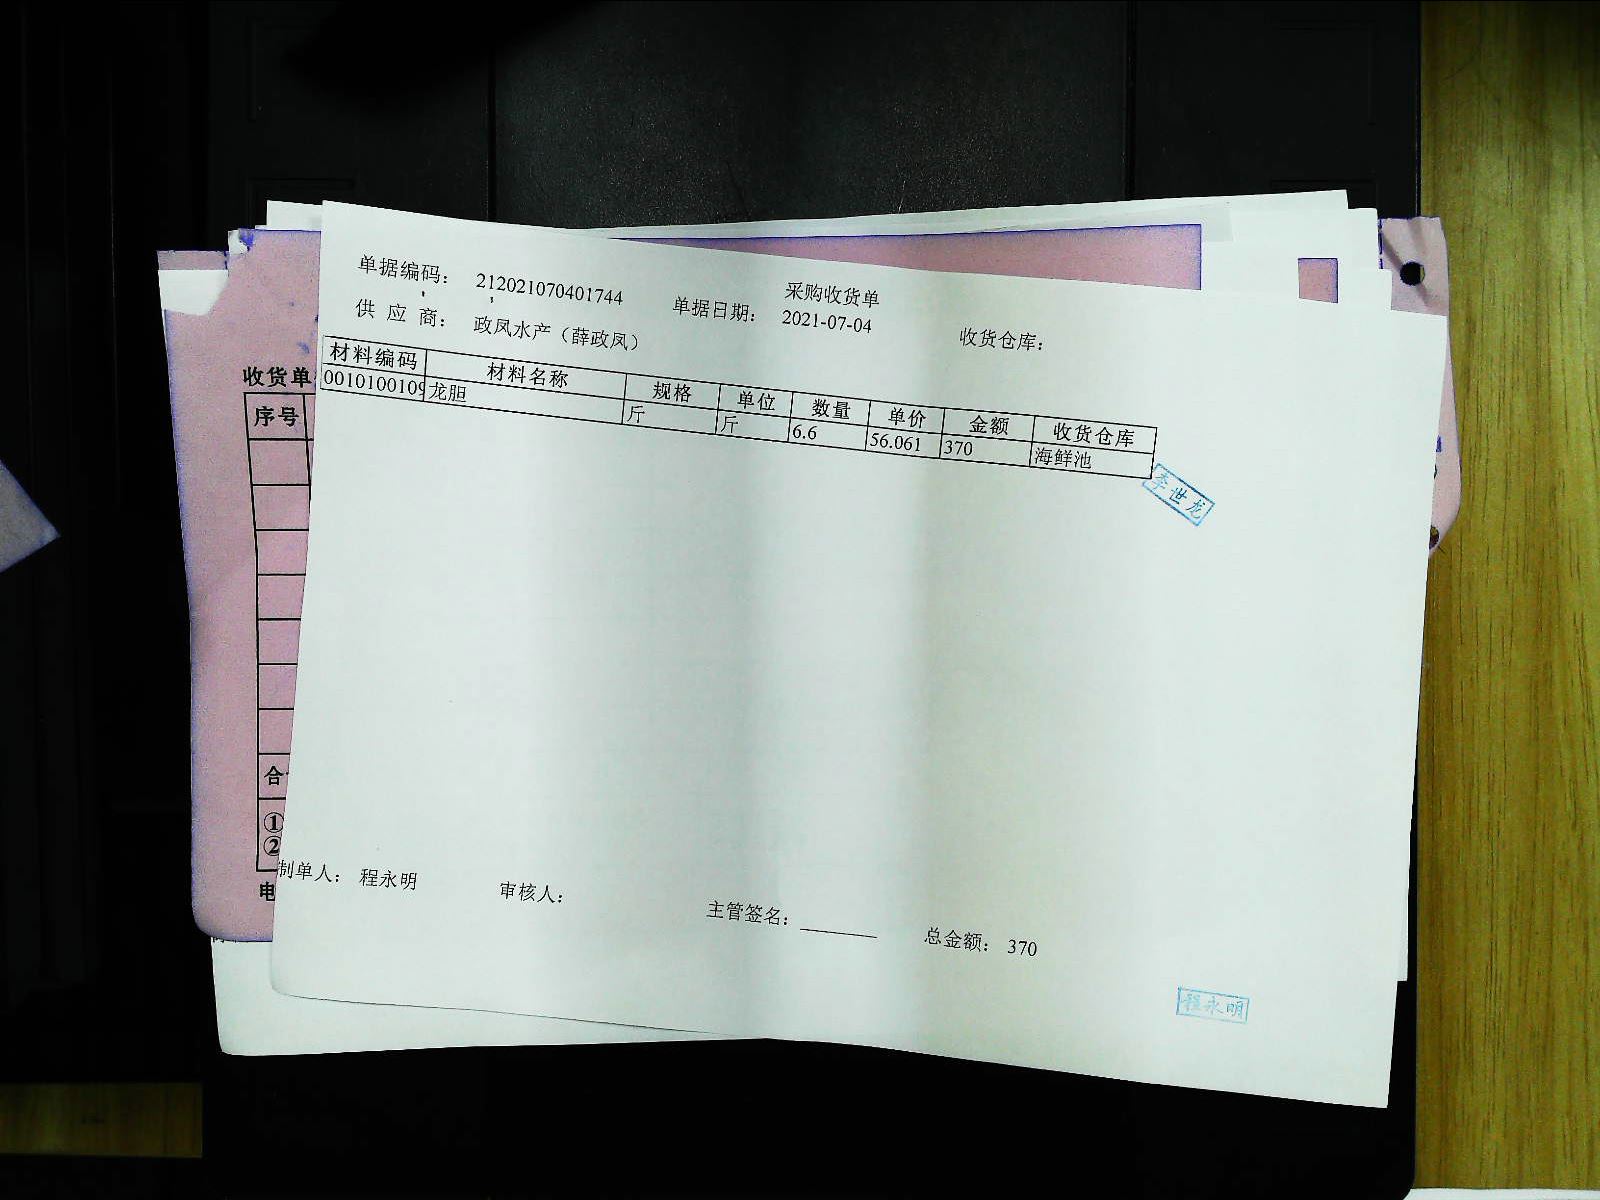 采购收货单
单据编码： 212021070401744 单据日期： 2021-07-04 收货仓库：
供 应 商： 政凤水产（薛政凤）
材料编码 材料名称 规格 单位 数量 单价 金额 收货仓库
0010100109 龙胆 斤 斤 6.6 56.061 370 海鲜池
李世龙
制单人： 程永明 审核人： 主管签名： 总金额： 370
程永明
收货单
序号
合
①
②
电